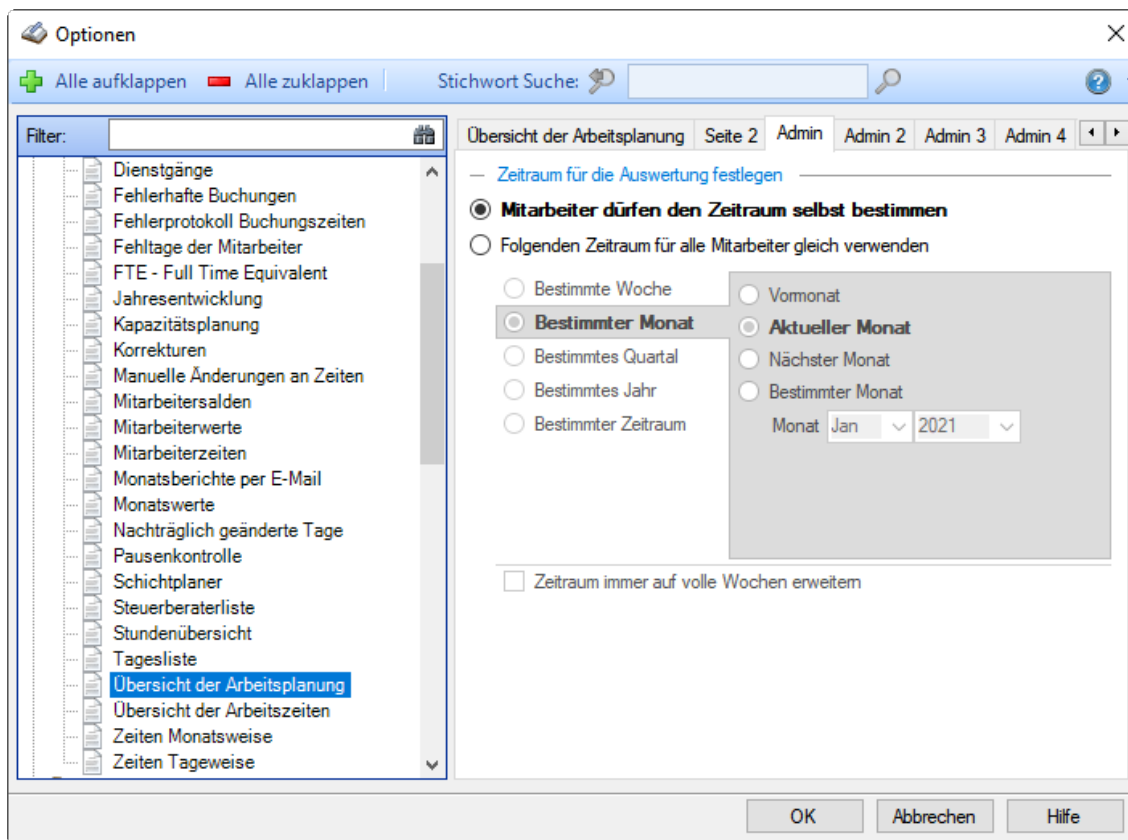 Optionen
Alle aufklappen Alle zuklappen Stichwort Suche:
Filter:
Dienstgänge
Fehlerhafte Buchungen
Fehlerprotokoll Buchungszeiten
Fehltage der Mitarbeiter
FTE - Full Time Equivalent
Jahresentwicklung
Kapazitätsplanung
Korrekturen
Manuelle Änderungen an Zeiten
Mitarbeitersalden
Mitarbeiterwerte
Mitarbeiterzeiten
Monatsberichte per E-Mail
Monatswerte
Nachträglich geänderte Tage
Pausenkontrolle
Schichtplaner
Steuerberaterliste
Stundenübersicht
Tagesliste
Übersicht der Arbeitsplanung
Übersicht der Arbeitszeiten
Zeiten Monatsweise
Zeiten Tageweise
Übersicht der Arbeitsplanung Seite 2 Admin Admin 2 Admin 3 Admin 4
Zeitraum für die Auswertung festlegen
Mitarbeiter dürfen den Zeitraum selbst bestimmen
Folgenden Zeitraum für alle Mitarbeiter gleich verwenden
Bestimmte Woche
Bestimmter Monat
Bestimmtes Quartal
Bestimmtes Jahr
Bestimmter Zeitraum
Vormonat
Aktueller Monat
Nächster Monat
Bestimmter Monat
Monat Jan 2021
Zeitraum immer auf volle Wochen erweitern
OK Abbrechen Hilfe